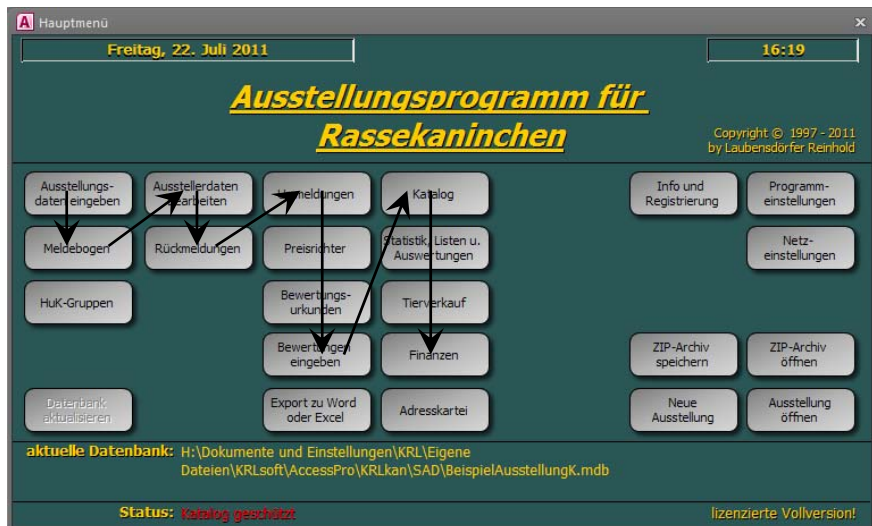 Hauptmenü
Freitag, 22. Juli 2011
16:19
Ausstellungsprogramm für
Rassekaninchen
Copyright © 1997 - 2011
by Laubensdörfer Reinhold
Ausstellungs-
daten eingeben
Ausstellerdaten
bearbeiten
Ummeldungen
Katalog
Info und
Registrierung
Programm-
einstellungen
Meldebogen
Rückmeldungen
Preisrichter
Statistik, Listen u.
Auswertungen
Netz-
einstellungen
HuK-Gruppen
Bewertungs-
urkunden
Tierverkauf
Bewertungen
eingeben
Finanzen
ZIP-Archiv
speichern
ZIP-Archiv
öffnen
Datenbank
aktualisieren
Export zu Word
oder Excel
Adresskartei
Neue
Ausstellung
Ausstellung
öffnen
aktuelle Datenbank: H:\Dokumente und Einstellungen\KRL\Eigene
Dateien\KRLsoft\AccessPro\KRLkan\SAD\BeispielAusstellungK.mdb
Status: Katalog geschützt
lizenzierte Vollversion!